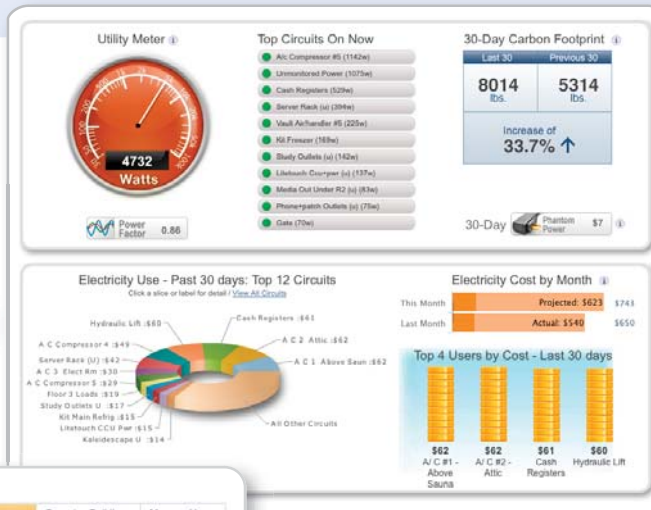 Utility Meter
4732
Watts
Power Factor 0.86
Top Circuits On Now
A/c Compressor #5 (1142w)
Unmonitored Power (1075w)
Cash Registers (529w)
Server Rack (u) (394w)
Vault Airhandler #5 (225w)
Kit Freezer (169w)
Study Outlets (u) (142w)
Litetouch Ccu+pwr (u) (137w)
Media Out Under R2 (u) (83w)
Phone+patch Outlets (u) (75w)
Gate (70w)
30-Day Carbon Footprint
Last 30 Previous 30
8014 5314
lbs. lbs.
Increase of
33.7% ↑
30-Day Phantom Power $7
Electricity Use - Past 30 days: Top 12 Circuits
Click a slice or label for detail / View All Circuits
Cash Registers :$61
Hydraulic Lift :$60
A C 2 Attic :$62
A C Compressor 4 :$49
A C 1 Above Saun :$62
Server Rack (U) :$42
A C 3 Elect Rm :$30
A C Compressor 5 :$29
Floor 3 Loads :$19
Study Outlets U :$17
Kit Main Refrig :$15
Litetouch CCU Pwr :$15
Kaleidescape U :$14
All Other Circuits
Electricity Cost by Month
This Month Projected: $623 $743
Last Month Actual: $540 $650
Top 4 Users by Cost - Last 30 days
$62 $62 $61 $60
A/ C #1 - Above Sauna
A/ C #2 - Attic
Cash Registers
Hydraulic Lift